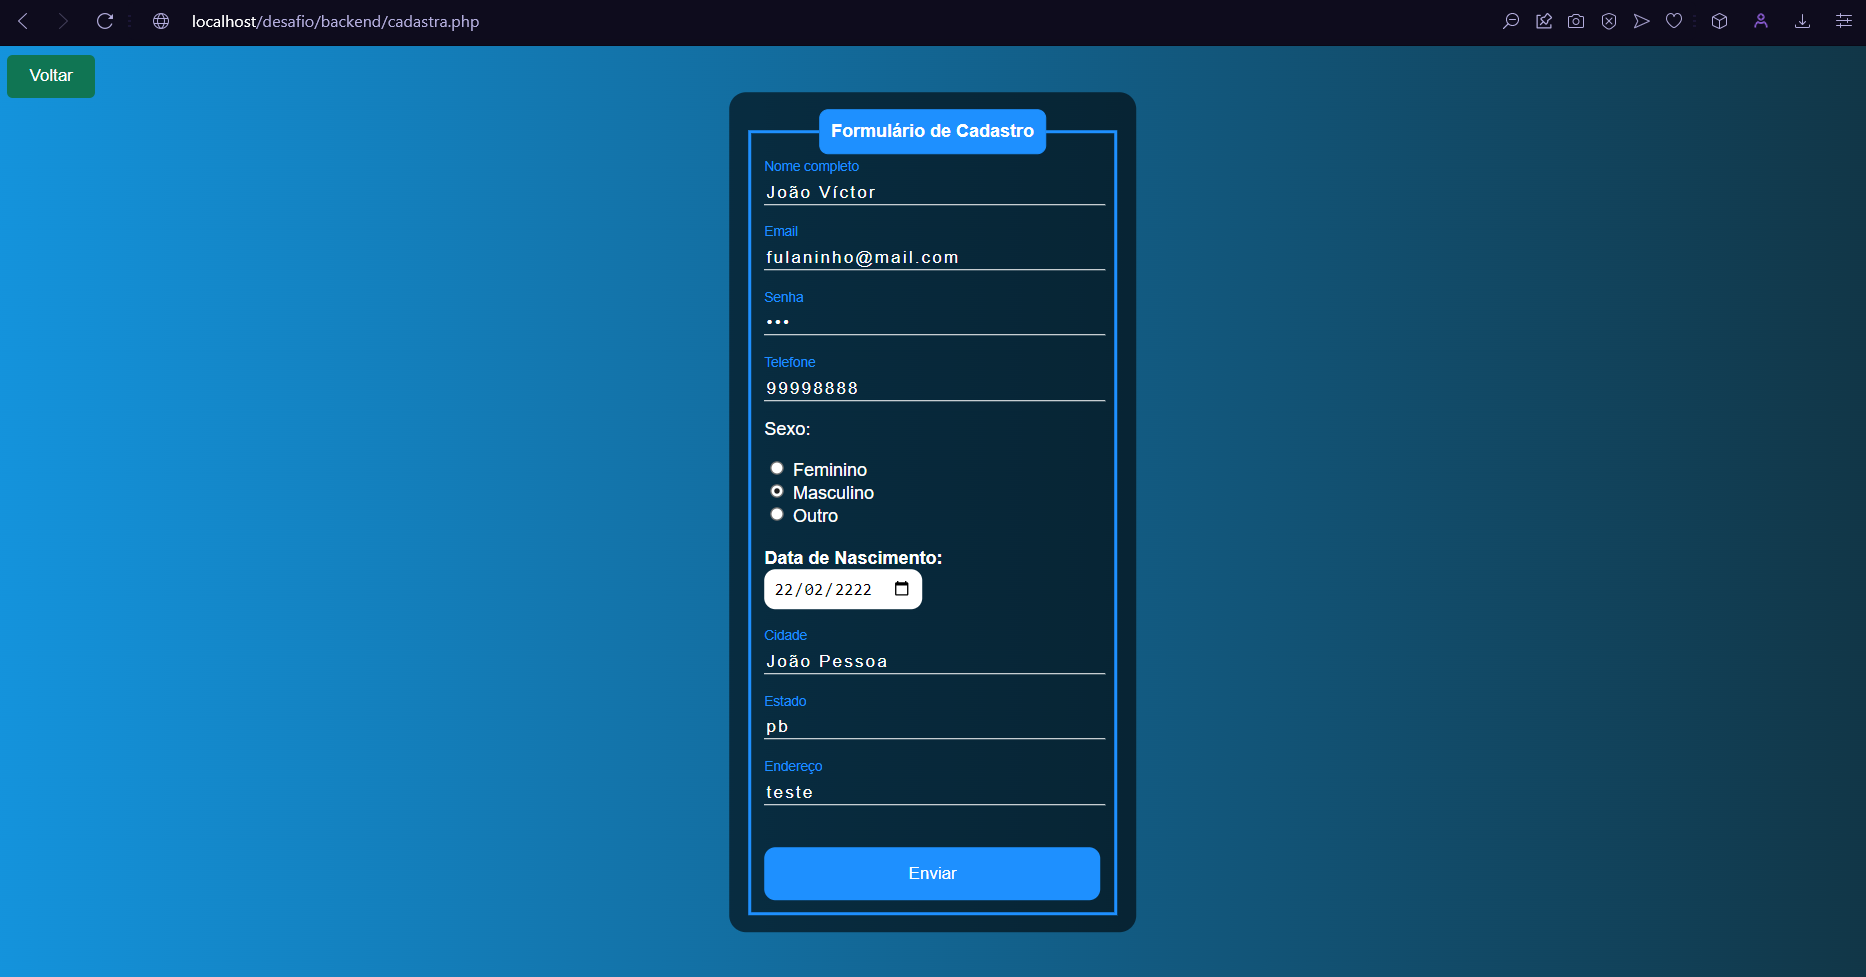 localhost/desafio/backend/cadastra.php
Voltar
Formulário de Cadastro
Nome completo
João Víctor
Email
fulaninho@mail.com
Senha
•••
Telefone
99998888
Sexo:
Feminino
Masculino
Outro
Data de Nascimento:
22/02/2222
Cidade
João Pessoa
Estado
pb
Endereço
teste
Enviar